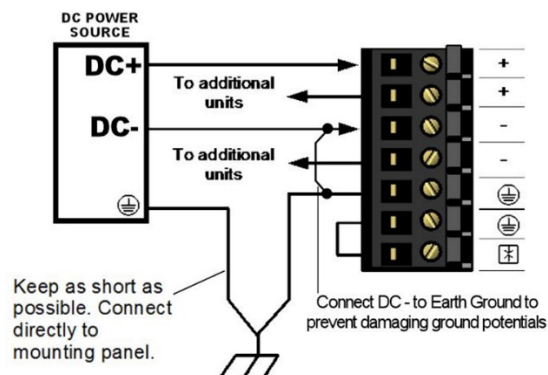 DC POWER
SOURCE
DC+
To additional
units
DC-
To additional
units
+
+
-
-
Keep as short as
possible. Connect
directly to
mounting panel.
Connect DC - to Earth Ground to
prevent damaging ground potentials